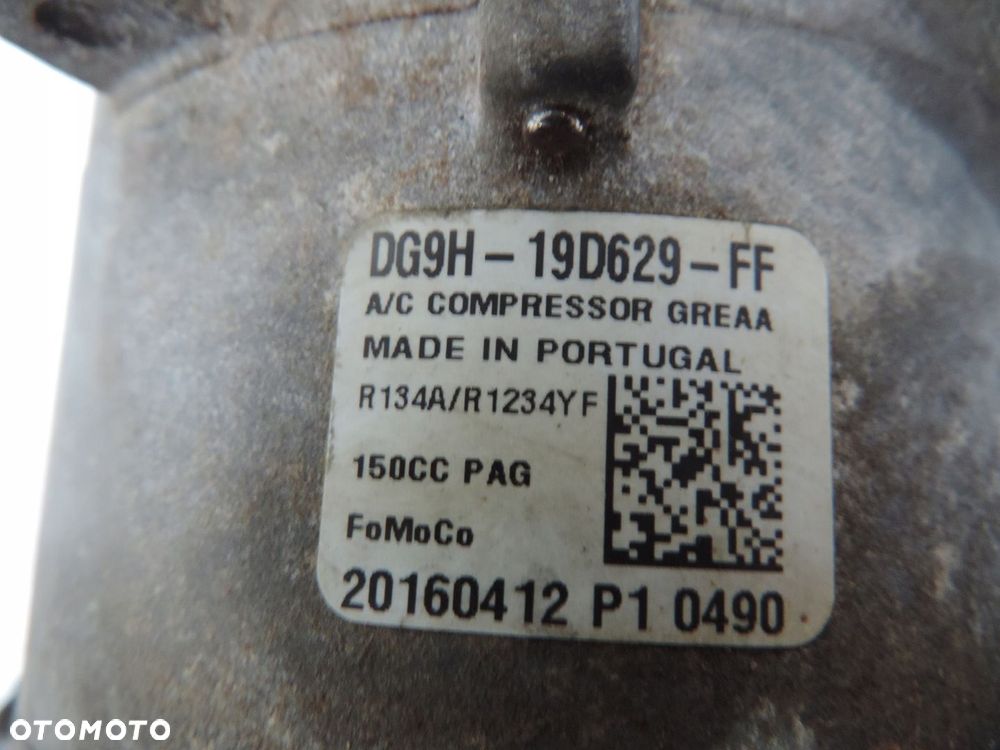 DG9H-19D629-FF
A/C COMPRESSOR GREAA
MADE IN PORTUGAL
R134A/R1234YF
150CC PAG
FoMoCo
20160412 P1 0490
OTOMOTO